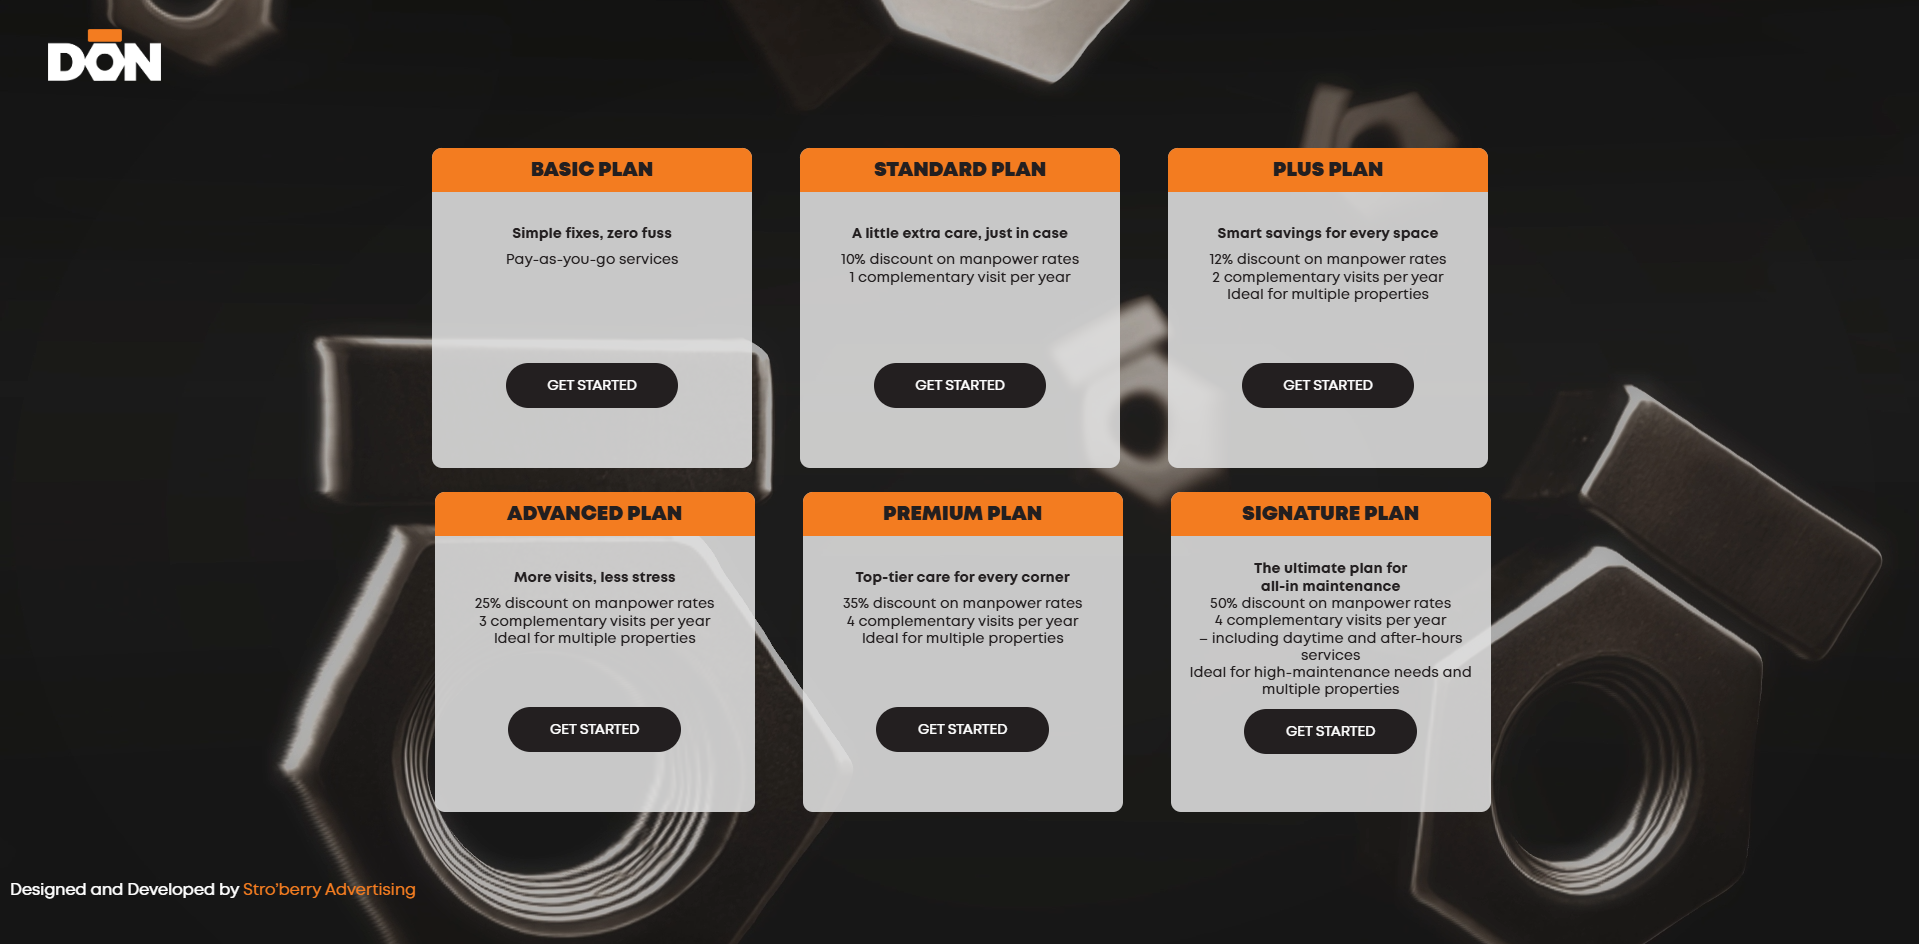 DON
BASIC PLAN
Simple fixes, zero fuss
Pay-as-you-go services
GET STARTED
STANDARD PLAN
A little extra care, just in case
10% discount on manpower rates
1 complementary visit per year
GET STARTED
PLUS PLAN
Smart savings for every space
12% discount on manpower rates
2 complementary visits per year
Ideal for multiple properties
GET STARTED
ADVANCED PLAN
More visits, less stress
25% discount on manpower rates
3 complementary visits per year
Ideal for multiple properties
GET STARTED
PREMIUM PLAN
Top-tier care for every corner
35% discount on manpower rates
4 complementary visits per year
Ideal for multiple properties
GET STARTED
SIGNATURE PLAN
The ultimate plan for
all-in maintenance
50% discount on manpower rates
4 complementary visits per year
– including daytime and after-hours
services
Ideal for high-maintenance needs and
multiple properties
GET STARTED
Designed and Developed by Stro'berry Advertising